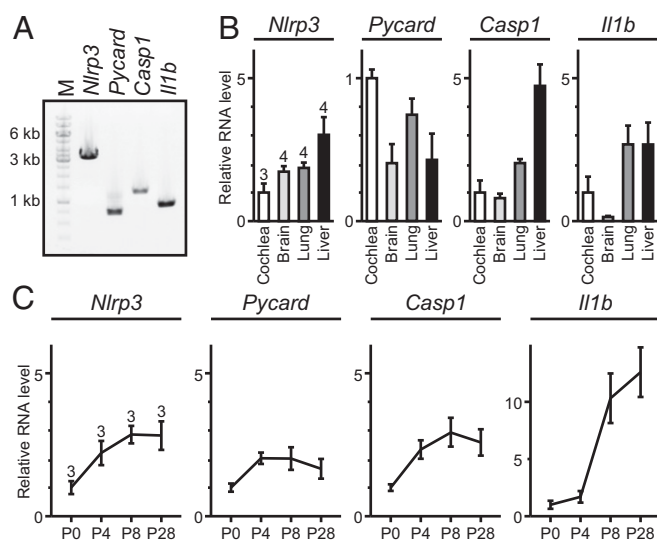 A
M
Nlrp3
Pycard
Casp1
Il1b
6 kb
3 kb
1 kb
B
Nlrp3 Pycard Casp1 Il1b
Relative RNA level
5 1 5 5
0 0 0 0
3 4 4 4
Cochlea Brain Lung Liver Cochlea Brain Lung Liver Cochlea Brain Lung Liver Cochlea Brain Lung Liver
C
Nlrp3 Pycard Casp1 Il1b
Relative RNA level
5 5 5 10
5
0 0 0 0
3 3 3 3
P0 P4 P8 P28 P0 P4 P8 P28 P0 P4 P8 P28 P0 P4 P8 P28